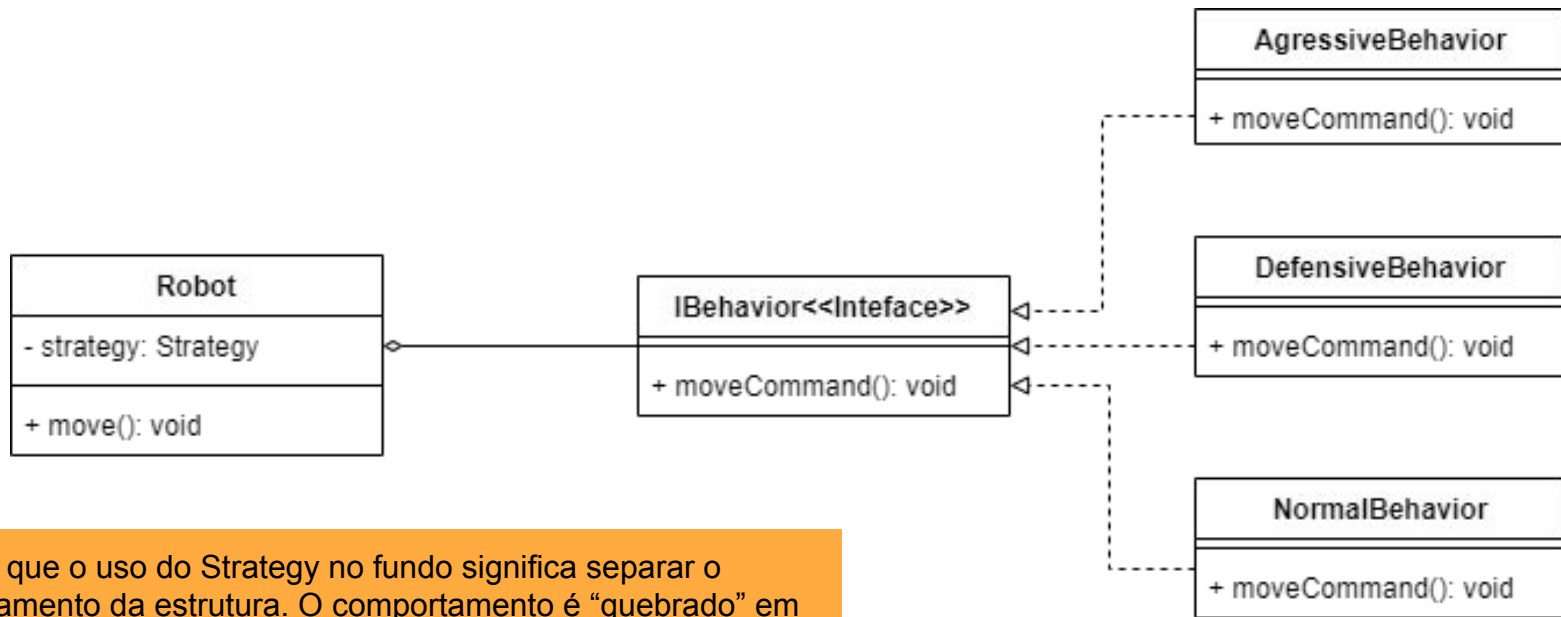 AgressiveBehavior
+ moveCommand(): void
Robot
- strategy: Strategy
+ move(): void
IBehavior<<Inteface>>
+ moveCommand(): void
DefensiveBehavior
+ moveCommand(): void
NormalBehavior
+ moveCommand(): void
que o uso do Strategy no fundo significa separar o
da estrutura. O comportamento é “quebrado” em